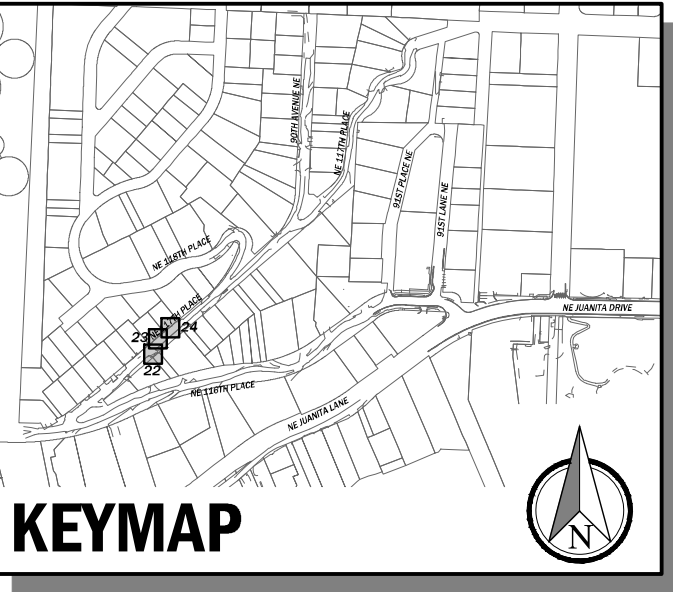 90TH AVENUE NE
NE 117TH PLACE
91ST PLACE NE
91ST LANE NE
NE 118TH PLACE
PLACE
23
24
22
NE JUANITA DRIVE
NE 116TH PLACE
NE JUANITA LANE
KEYMAP
N